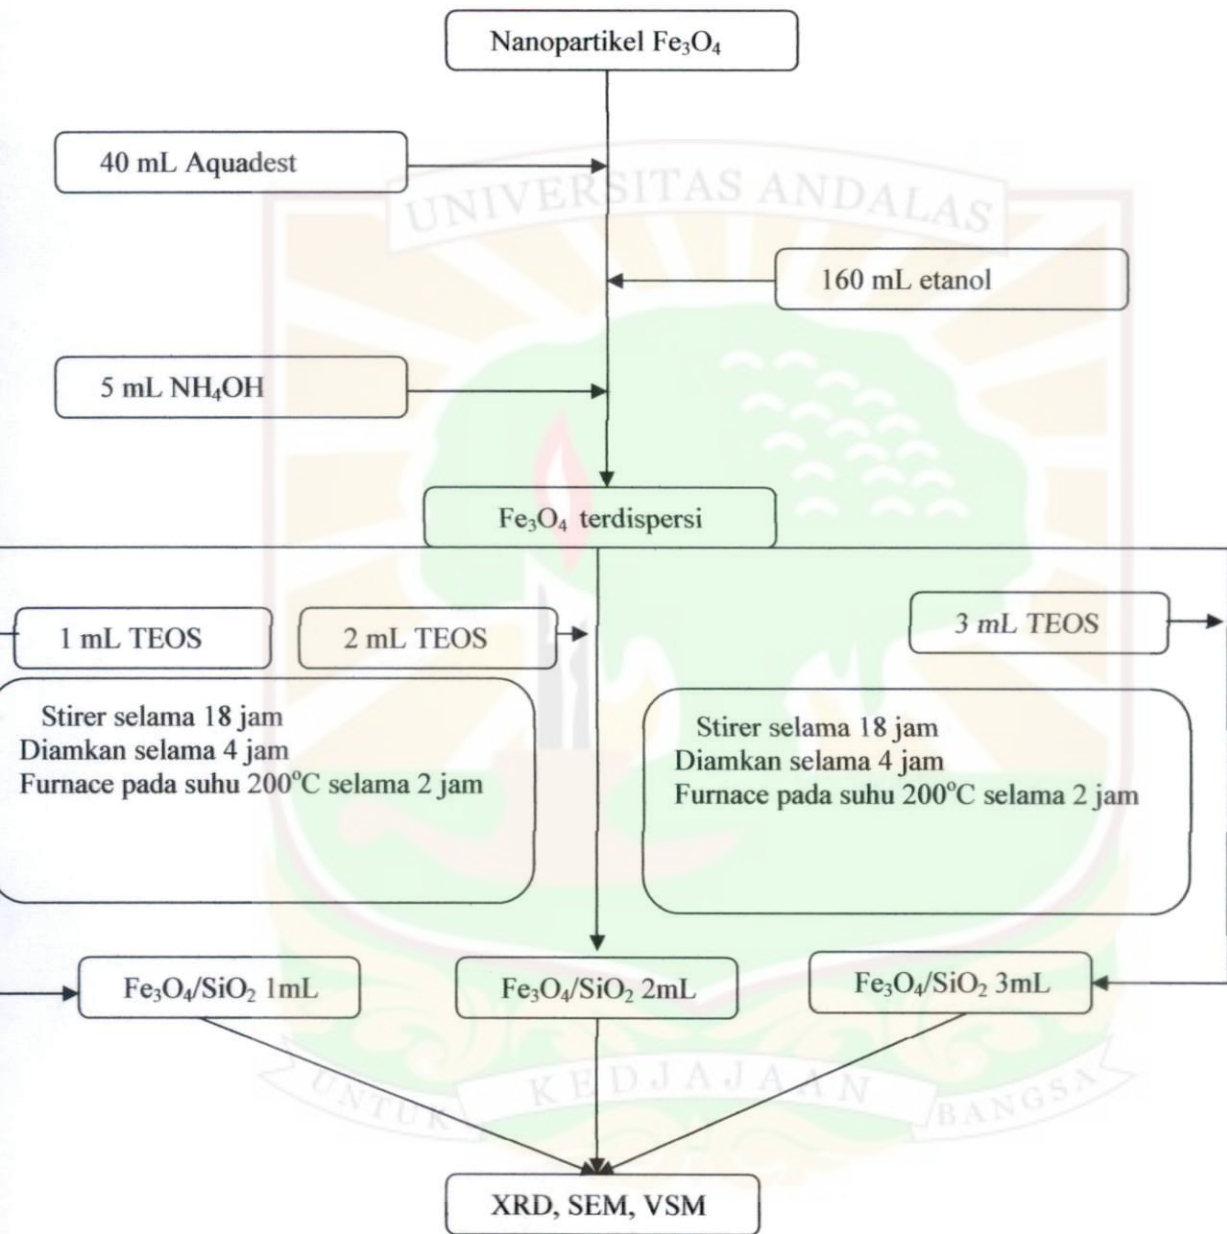 Nanopartikel Fe₃O₄
40 mL Aquadest
UNIVERSITAS ANDALAS
160 mL etanol
5 mL NH₄OH
Fe₃O₄ terdispersi
1 mL TEOS
2 mL TEOS
3 mL TEOS
Stirer selama 18 jam
Diamkan selama 4 jam
Furnace pada suhu 200°C selama 2 jam
Stirer selama 18 jam
Diamkan selama 4 jam
Furnace pada suhu 200°C selama 2 jam
Fe₃O₄/SiO₂ 1mL
Fe₃O₄/SiO₂ 2mL
Fe₃O₄/SiO₂ 3mL
UNTUK KEDJAJAAN BANGSA
XRD, SEM, VSM